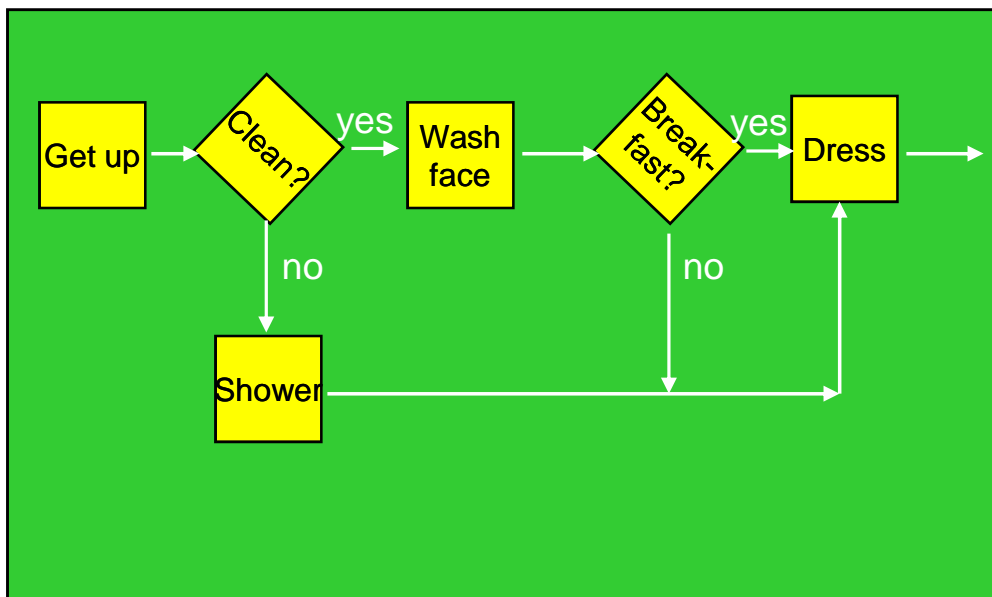 Get up
Clean?
yes
Wash
face
Break-
fast?
yes
Dress
no
no
Shower